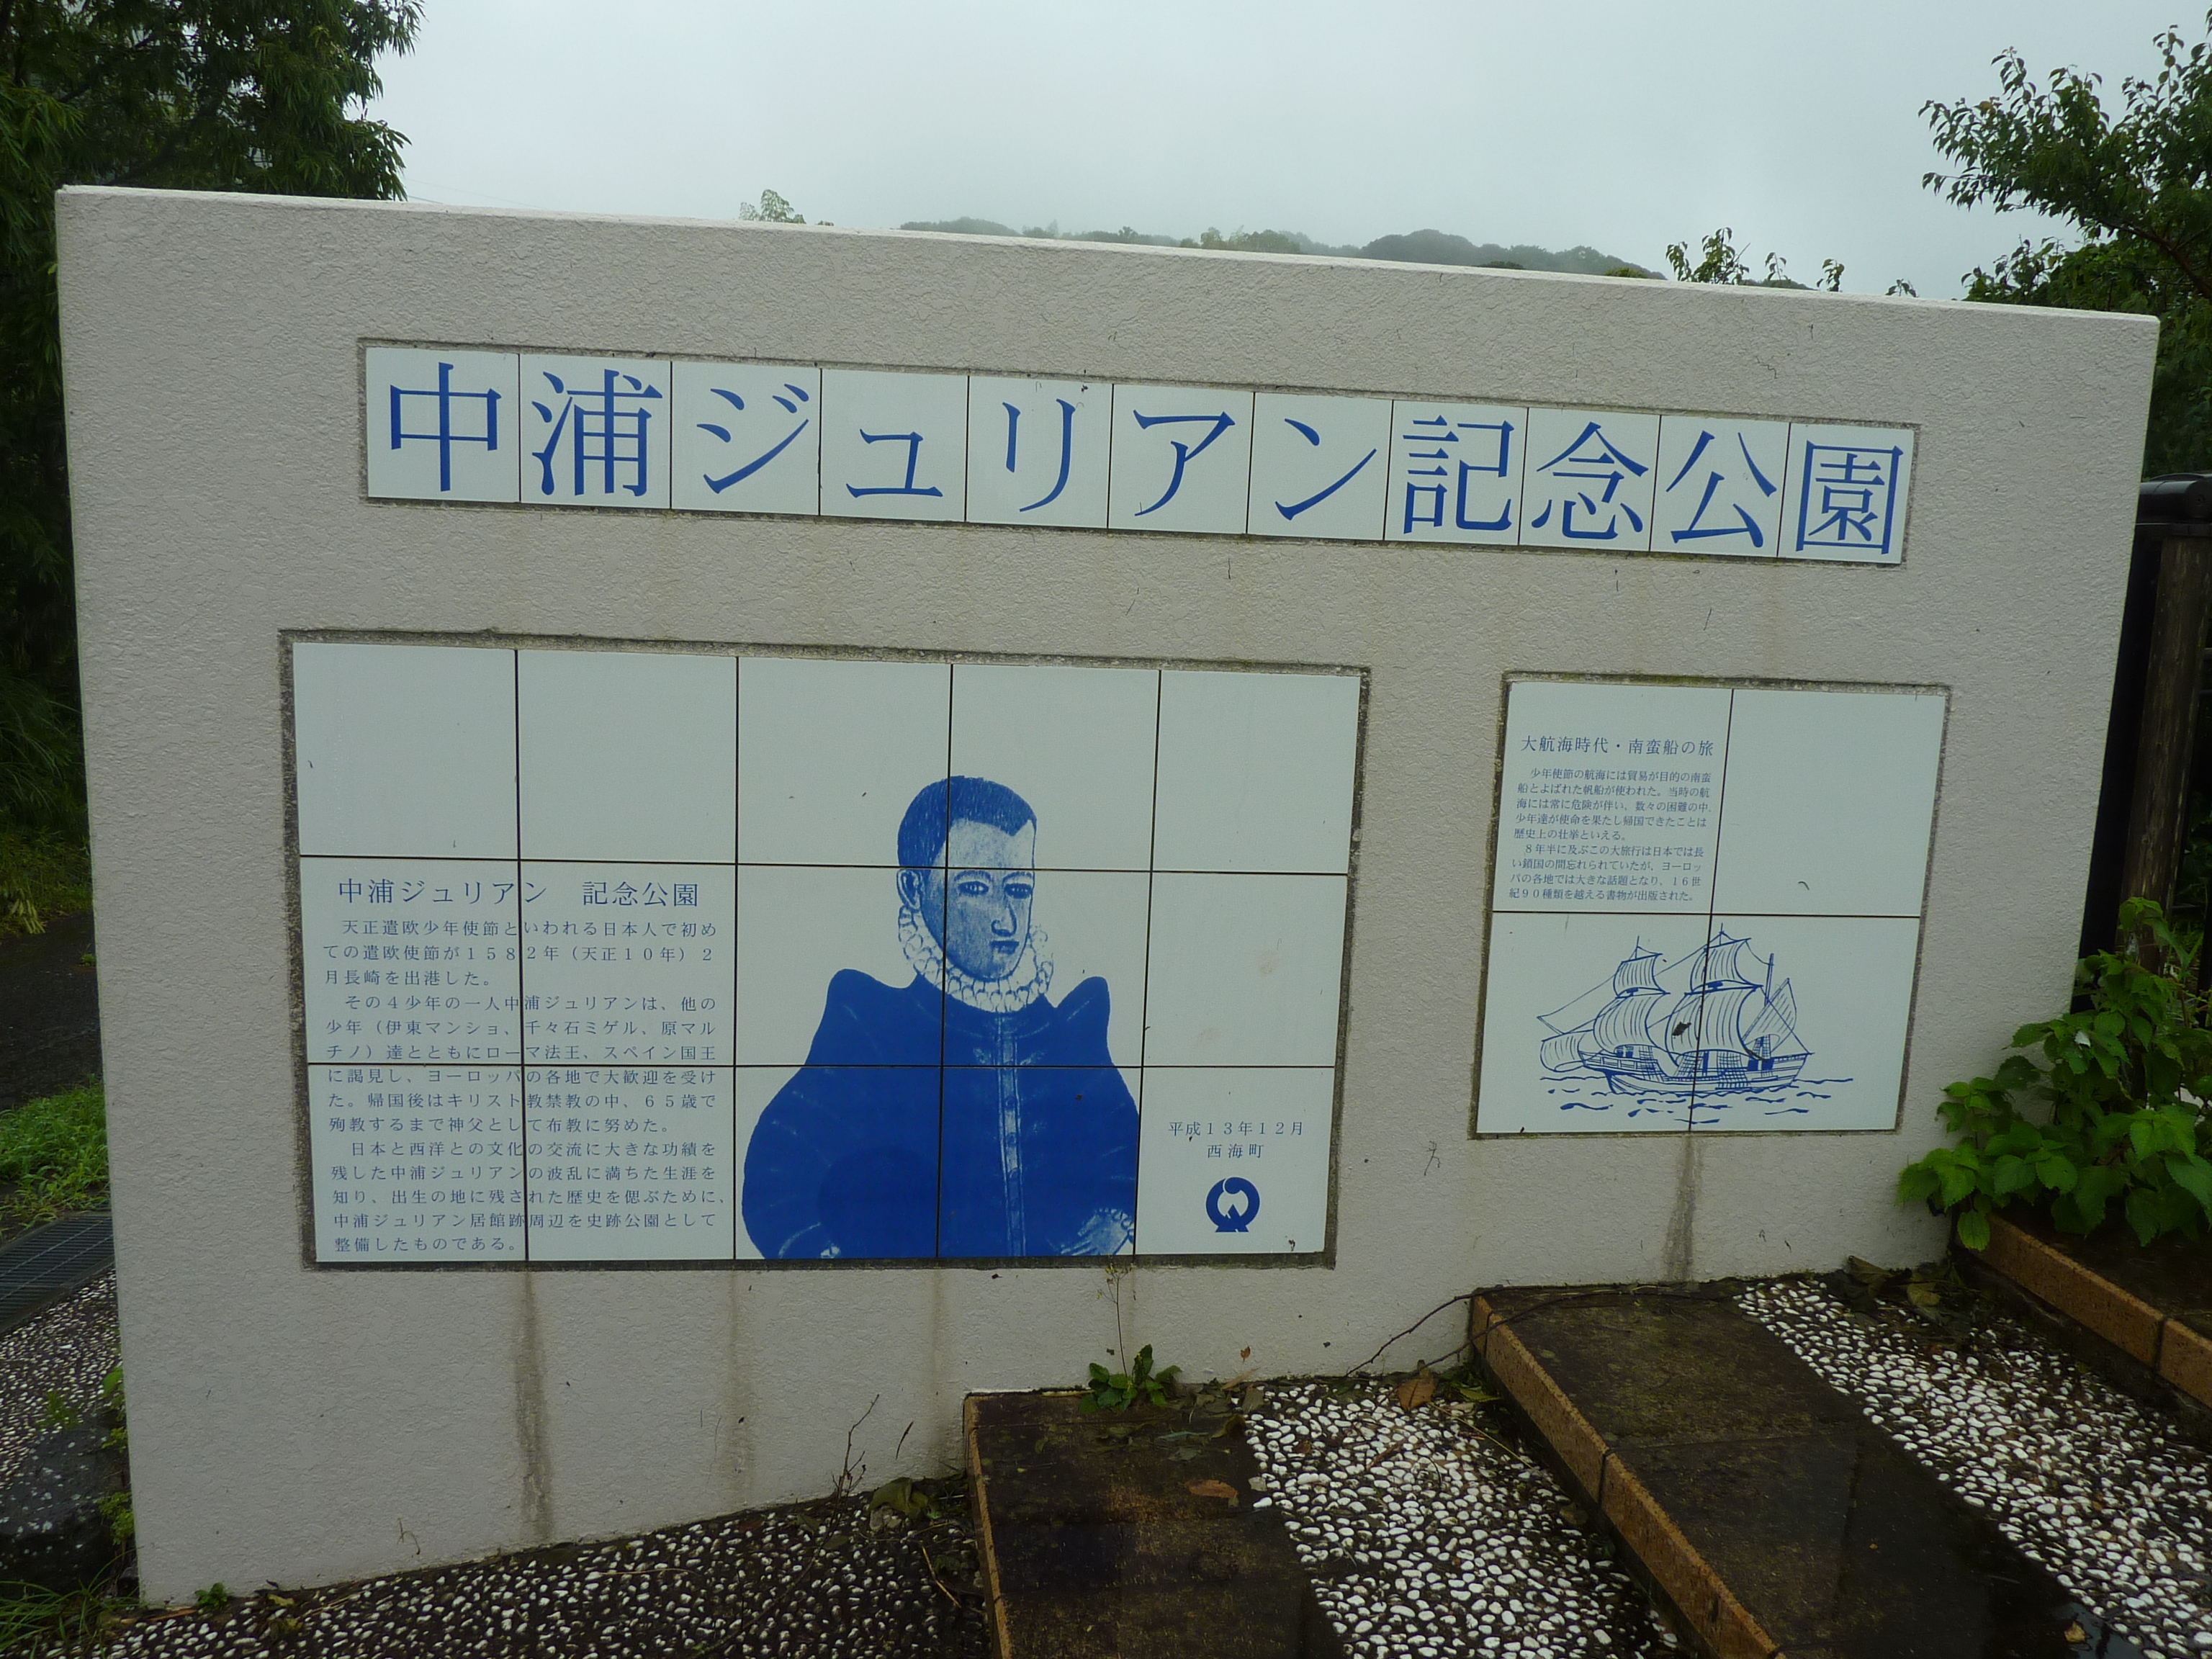 中浦ジュリアン記念公園
中浦ジュリアン 記念公園
天正遣欧少年使節といわれる日本人で初め
ての遣欧使節が1582年（天正10年）2
月長崎を出港した。
その4少年の一人中浦ジュリアンは、他の
少年（伊東マンショ、千々石ミゲル、原マル
チノ）達とともにローマ法王、スペイン国王
に謁見し、ヨーロッパの各地で大歓迎を受け
た。帰国後はキリスト教禁教の中、65歳で
殉教するまで神父として布教に努めた。
日本と西洋との文化の交流に大きな功績を
残した中浦ジュリアンの波乱に満ちた生涯を
知り、出生の地に残された歴史を偲ぶために、
中浦ジュリアン居館跡周辺を史跡公園として
整備したものである。
平成13年12月
西海町
大航海時代・南蛮船の旅
少年使節の航海には貿易が目的の南蛮
船とよばれた帆船が使われた。当時の航
海には常に危険が伴い、数々の困難の中、
少年達が使命を果たし帰国できたことは
歴史上の壮挙といえる。
8年半に及ぶこの大旅行は日本では長
い鎖国の間忘れられていたが、ヨーロッ
パの各地では大きな話題となり、16世
紀90種類を越える書物が出版された。